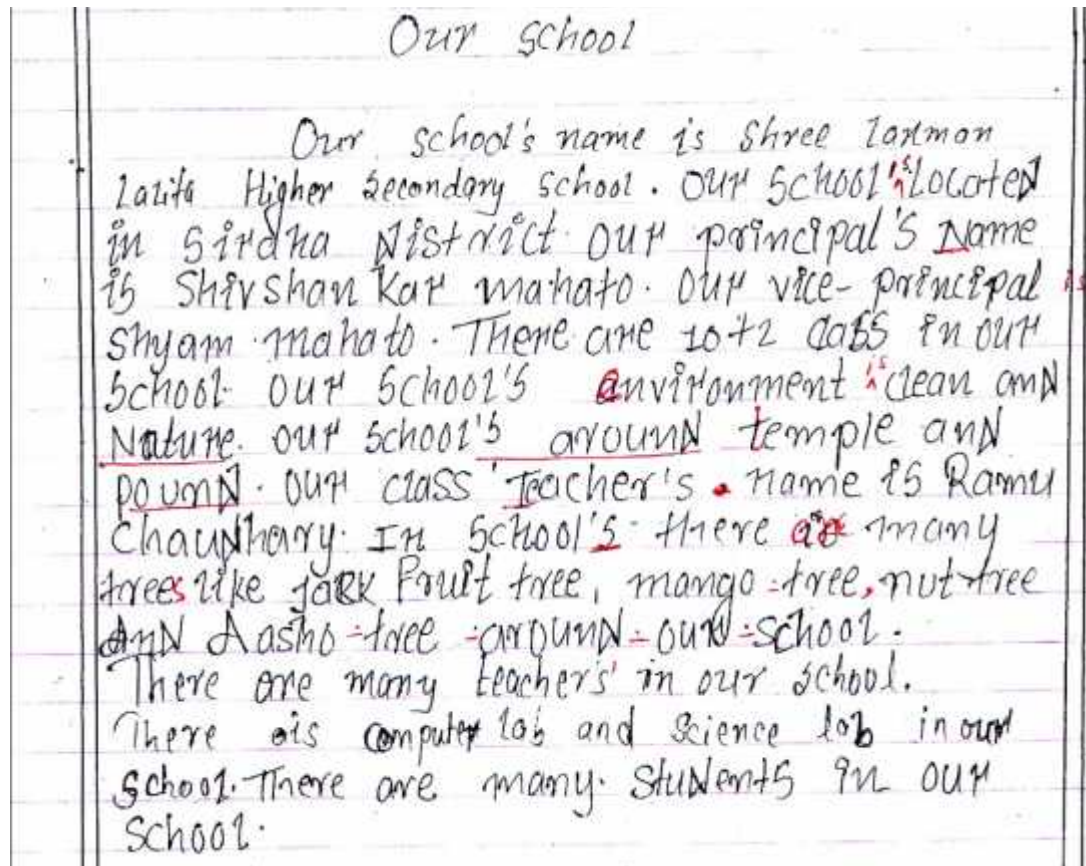 Our school
Our school's name is Shree Laxman
Lalita Higher Secondary school. Our School is Located
in Sirdha District. Our principal's Name
is Shivshankar mahato. Our vice-principal is
Shyam mahato. There are 10+2 class in our
School. Our School's environment is clean and
Nature. Our School's around temple and
pound. Our class Teacher's name is Ramu
Chaudhary. In School's there are many
trees like jack Fruit tree, mango-tree, nut-tree
And Aasho-tree around our school.
There are many teacher's in our school.
There is computer lab and science lab in our
School. There are many. Students in our
School.